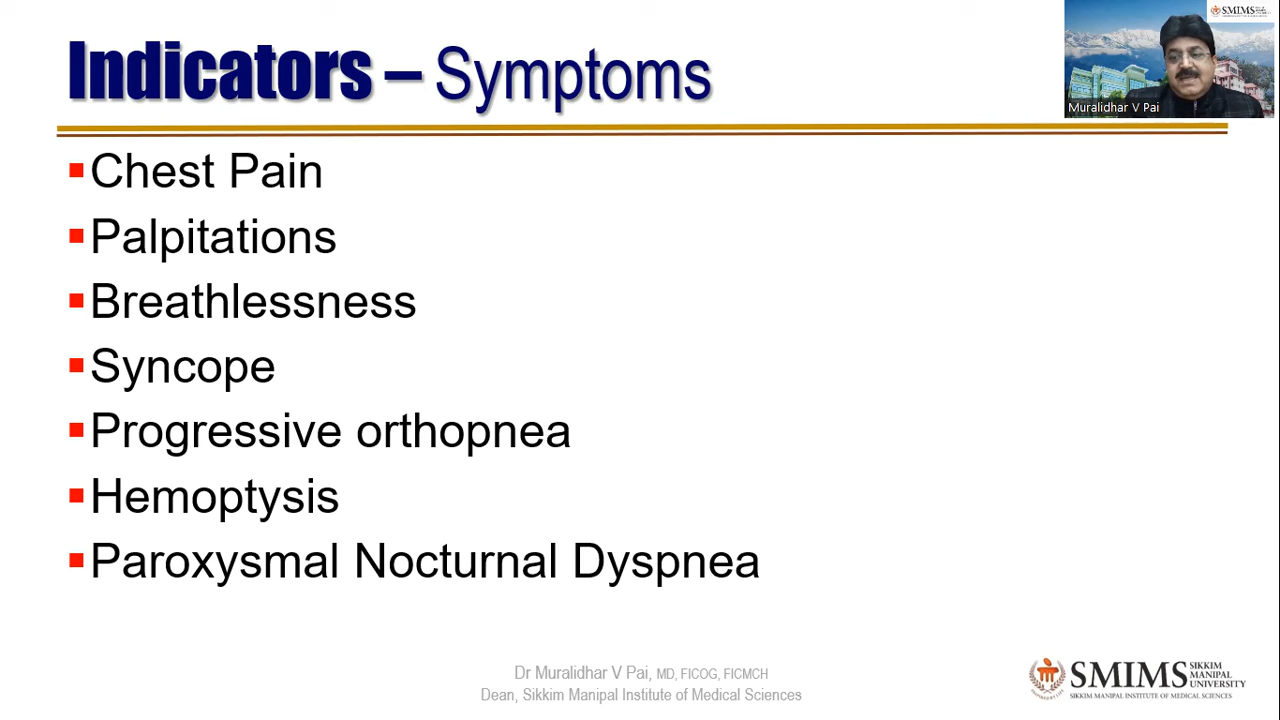 Indicators – Symptoms
SMIMS
Muralidhar V Pai
Chest Pain
Palpitations
Breathlessness
Syncope
Progressive orthopnea
Hemoptysis
Paroxysmal Nocturnal Dyspnea
Dr Muralidhar V Pai, MD, FICOG, FICMCH
Dean, Sikkim Manipal Institute of Medical Sciences
SMIMS SIKKIM
MANIPAL
UNIVERSITY
SIKKIM MANIPAL INSTITUTE OF MEDICAL SCIENCES